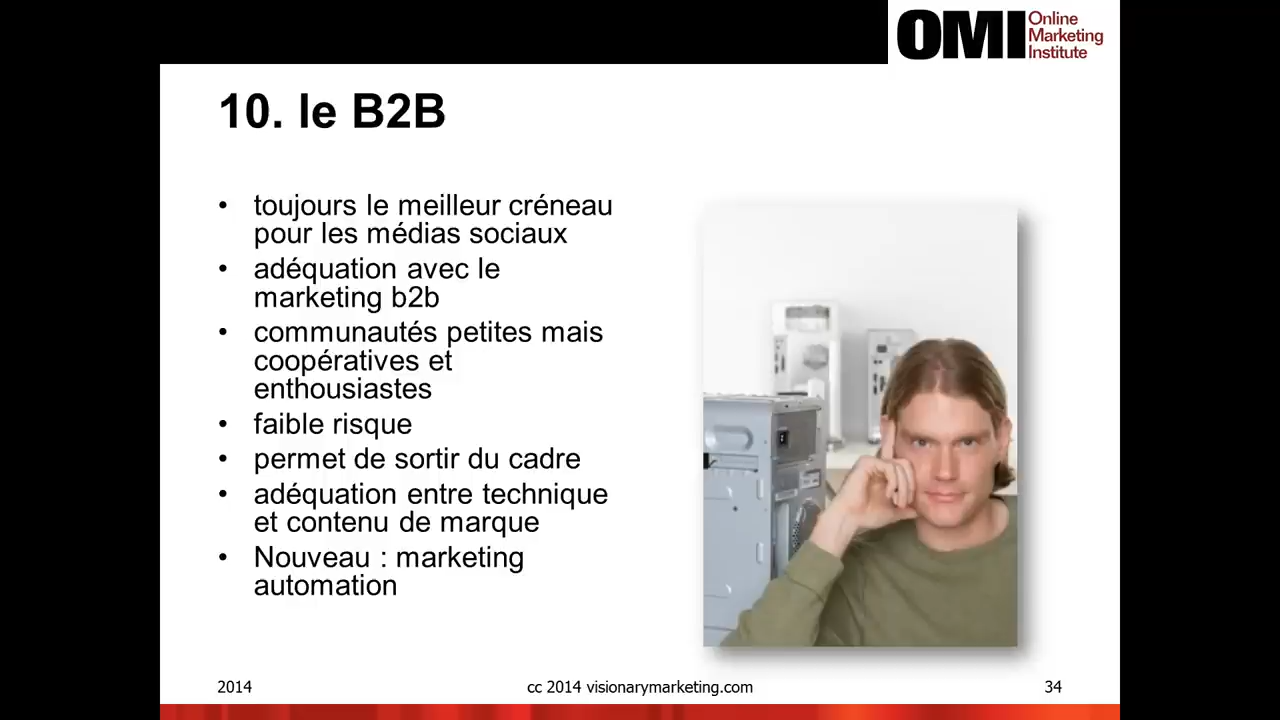 OMI Online
Marketing
Institute
10. le B2B
• toujours le meilleur créneau
pour les médias sociaux
• adéquation avec le
marketing b2b
• communautés petites mais
coopératives et
enthousiastes
• faible risque
• permet de sortir du cadre
• adéquation entre technique
et contenu de marque
• Nouveau : marketing
automation
2014
cc 2014 visionarymarketing.com
34